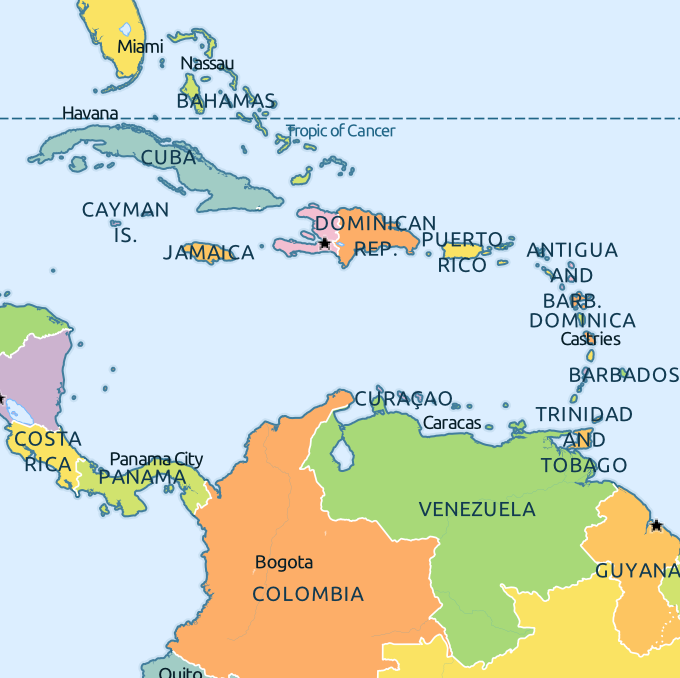 Miami
Nassau
BAHAMAS
Havana
Tropic of Cancer
CUBA
CAYMAN
IS.
JAMAICA
DOMINICAN
REP.
PUERTO
RICO
ANTIGUA
AND
BARB.
DOMINICA
Castries
BARBADOS
CURAÇAO
Caracas
TRINIDAD
AND
TOBAGO
COSTA
RICA
Panama City
PANAMA
VENEZUELA
Bogota
COLOMBIA
GUYANA
Quito